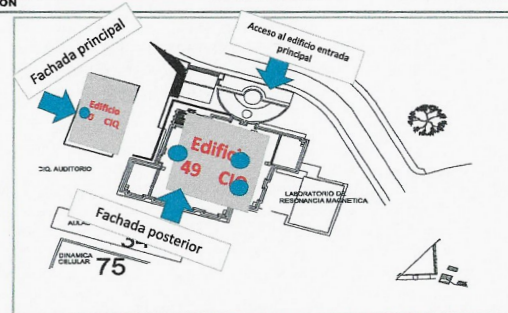 ON
Fachada principal
Acceso al edificio entrada
principal
Edificio
CIQ
Edificio
49 CIQ
CIQ. AUDITORIO
LABORATORIO DE
RESONANCIA MAGNETICA
Fachada posterior
DINAMICA
CELULAR 75